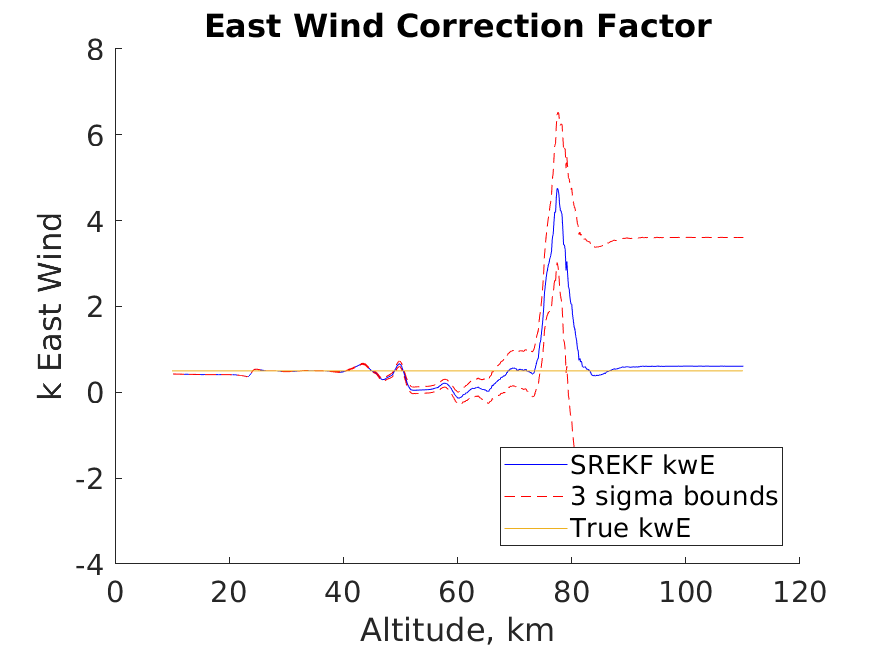 East Wind Correction Factor
8
6
4
2
0
-2
-4
k East Wind
SREKF kwE
3 sigma bounds
True kwE
0 20 40 60 80 100 120
Altitude, km